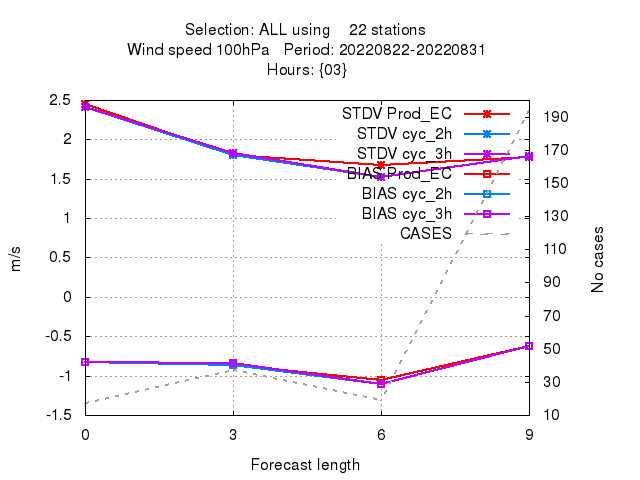 Selection: ALL using 22 stations
Wind speed 100hPa Period: 20220822-20220831
Hours: {03}
2.5
2
1.5
1
0.5
0
-0.5
-1
-1.5
m/s
STDV Prod_EC
STDV cyc_2h
STDV cyc_3h
BIAS Prod_EC
BIAS cyc_2h
BIAS cyc_3h
CASES
190
170
150
130
110
90
70
50
30
10
No cases
0 3 6 9
Forecast length